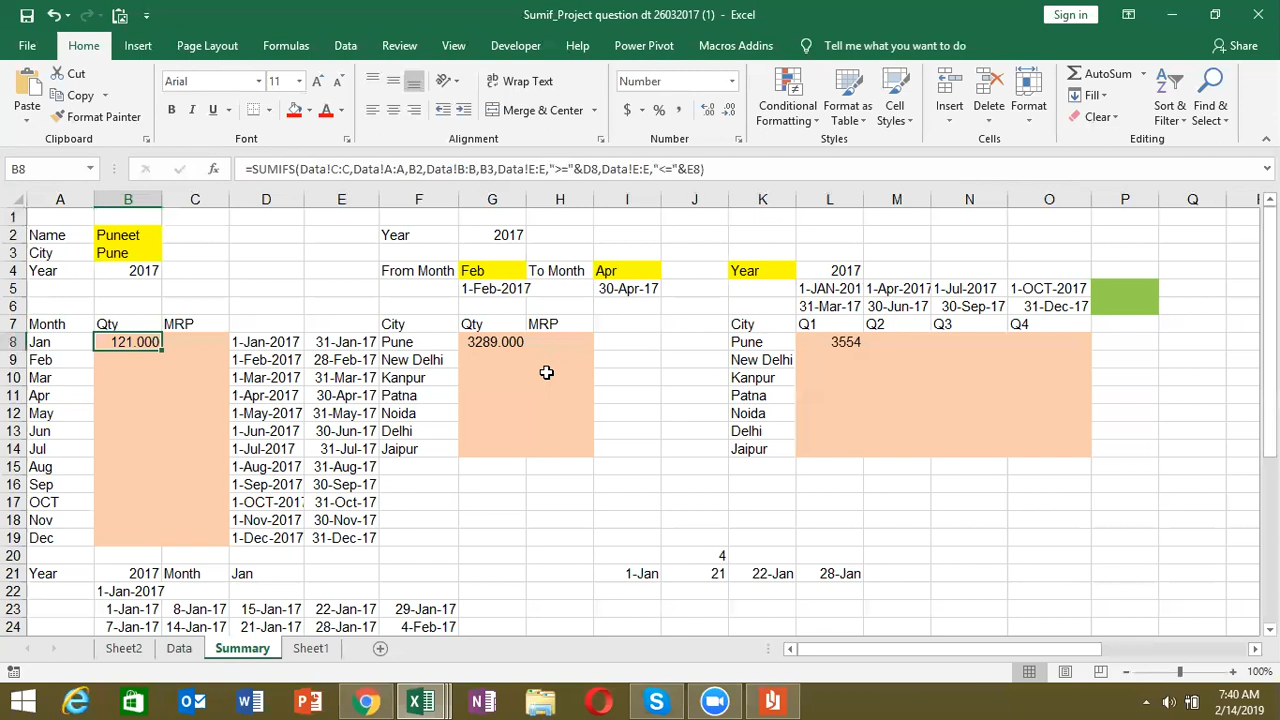 Sumif_Project question dt 26032017 (1) - Excel
Sign in
File Home Insert Page Layout Formulas Data Review View Developer Help Power Pivot Macros Addins Tell me what you want to do Share
Paste Cut Copy Format Painter Clipboard
Arial 11 B I U Font
Wrap Text Merge & Center Alignment
Number $ % , Number
Conditional Formatting Format as Table Cell Styles Styles
Insert Delete Format Cells
AutoSum Fill Clear Sort & Filter Find & Select Editing
B8 fx =SUMIFS(Data!C:C,Data!A:A,B2,Data!B:B,B3,Data!E:E,">="&D8,Data!E:E,"<="&E8)
A B C D E F G H I J K L M N O P Q R
1
2 Name Puneet Year 2017
3 City Pune
4 Year 2017 From Month Feb To Month Apr Year 2017
5 1-Feb-2017 30-Apr-17 1-JAN-201 1-Apr-2017 1-Jul-2017 1-OCT-2017
6 31-Mar-17 30-Jun-17 30-Sep-17 31-Dec-17
7 Month Qty MRP City Qty MRP City Q1 Q2 Q3 Q4
8 Jan 121.000 1-Jan-2017 31-Jan-17 Pune 3289.000 Pune 3554
9 Feb 1-Feb-2017 28-Feb-17 New Delhi New Delhi
10 Mar 1-Mar-2017 31-Mar-17 Kanpur Kanpur
11 Apr 1-Apr-2017 30-Apr-17 Patna Patna
12 May 1-May-2017 31-May-17 Noida Noida
13 Jun 1-Jun-2017 30-Jun-17 Delhi Delhi
14 Jul 1-Jul-2017 31-Jul-17 Jaipur Jaipur
15 Aug 1-Aug-2017 31-Aug-17
16 Sep 1-Sep-2017 30-Sep-17
17 OCT 1-OCT-2017 31-Oct-17
18 Nov 1-Nov-2017 30-Nov-17
19 Dec 1-Dec-2017 31-Dec-17
20 4
21 Year 2017 Month Jan 1-Jan 21 22-Jan 28-Jan
22 1-Jan-2017
23 1-Jan-17 8-Jan-17 15-Jan-17 22-Jan-17 29-Jan-17
24 7-Jan-17 14-Jan-17 21-Jan-17 28-Jan-17 4-Feb-17
Sheet2 Data Summary Sheet1
100%
7:40 AM
2/14/2019